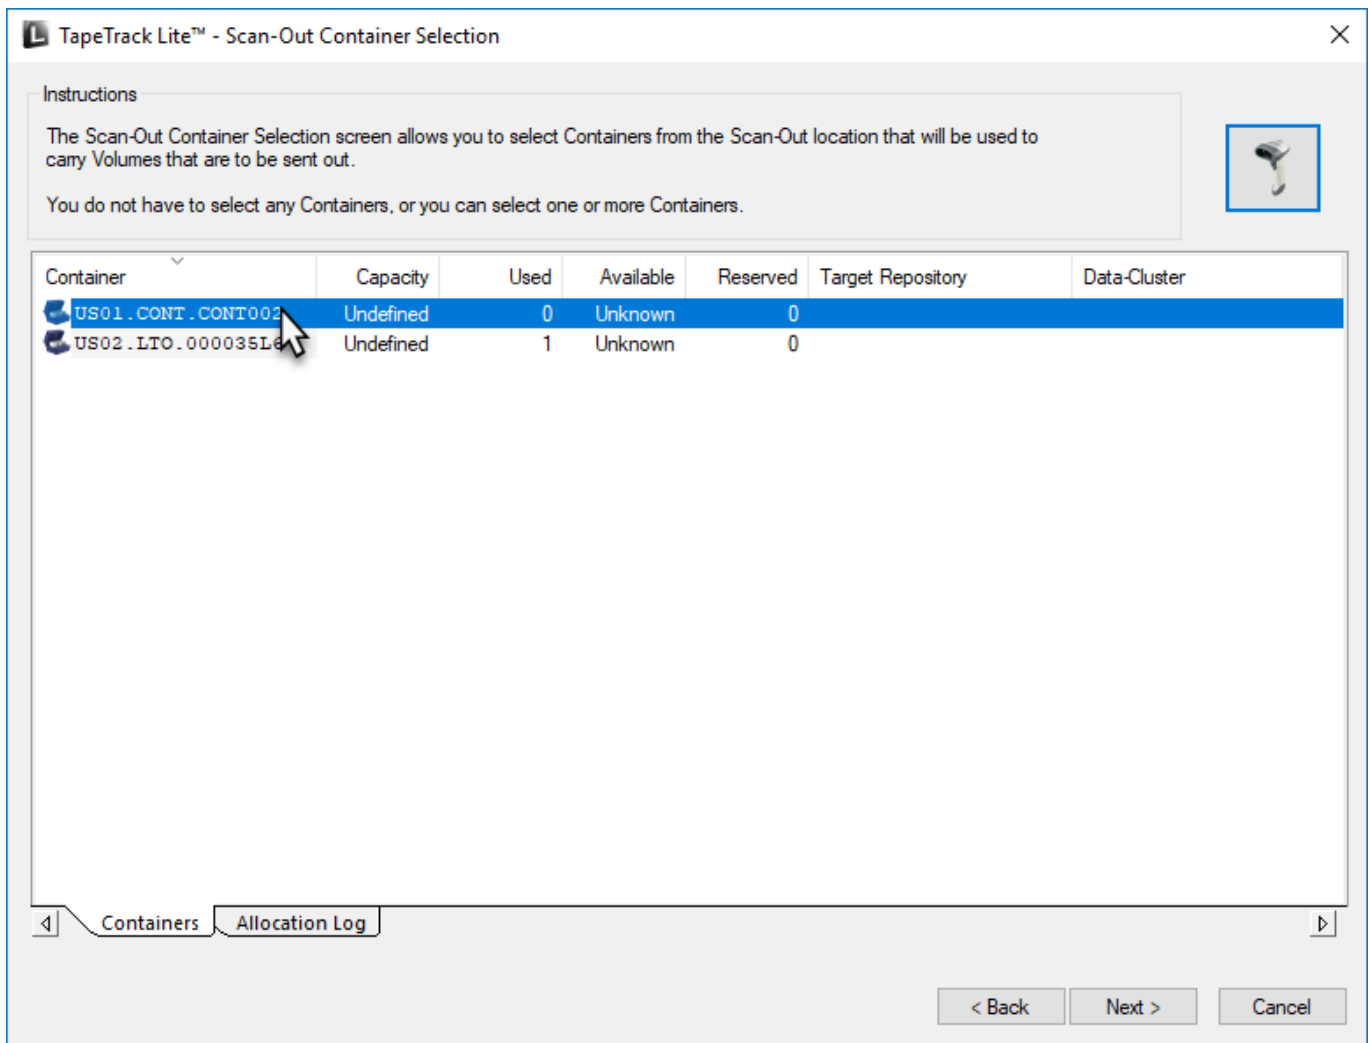 TapeTrack Lite™ - Scan-Out Container Selection
Instructions
The Scan-Out Container Selection screen allows you to select Containers from the Scan-Out location that will be used to
carry Volumes that are to be sent out.
You do not have to select any Containers, or you can select one or more Containers.
Container Capacity Used Available Reserved Target Repository Data-Cluster
US01.CONT.CONT002 Undefined 0 Unknown 0
Undefined 1 Unknown 0
Containers Allocation Log
< Back Next > Cancel